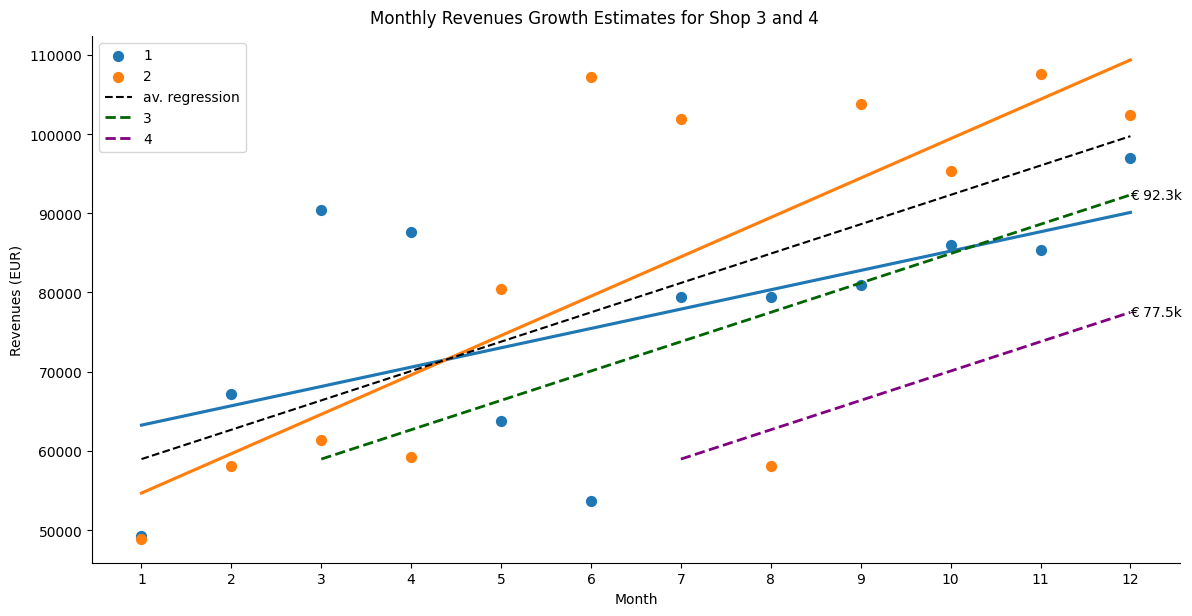 Monthly Revenues Growth Estimates for Shop 3 and 4
1
2
av. regression
3
4
Revenues (EUR)
110000
100000
90000
80000
70000
60000
50000
€ 92.3k
€ 77.5k
1 2 3 4 5 6 7 8 9 10 11 12
Month